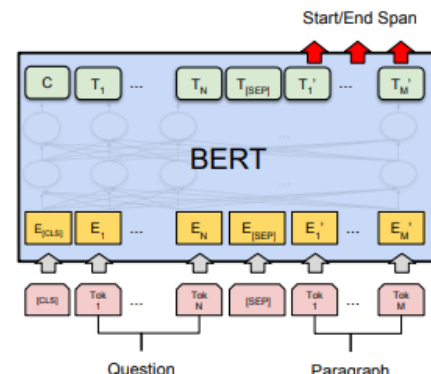 Start/End Span
C T1 ... TN T[SEP] T1' ... TM'
...
BERT
...
E[CLS] E1 ... EN E[SEP] E1' ... EM'
[CLS] Tok 1 ... Tok N [SEP] Tok 1 ... Tok M
Question Paragraph